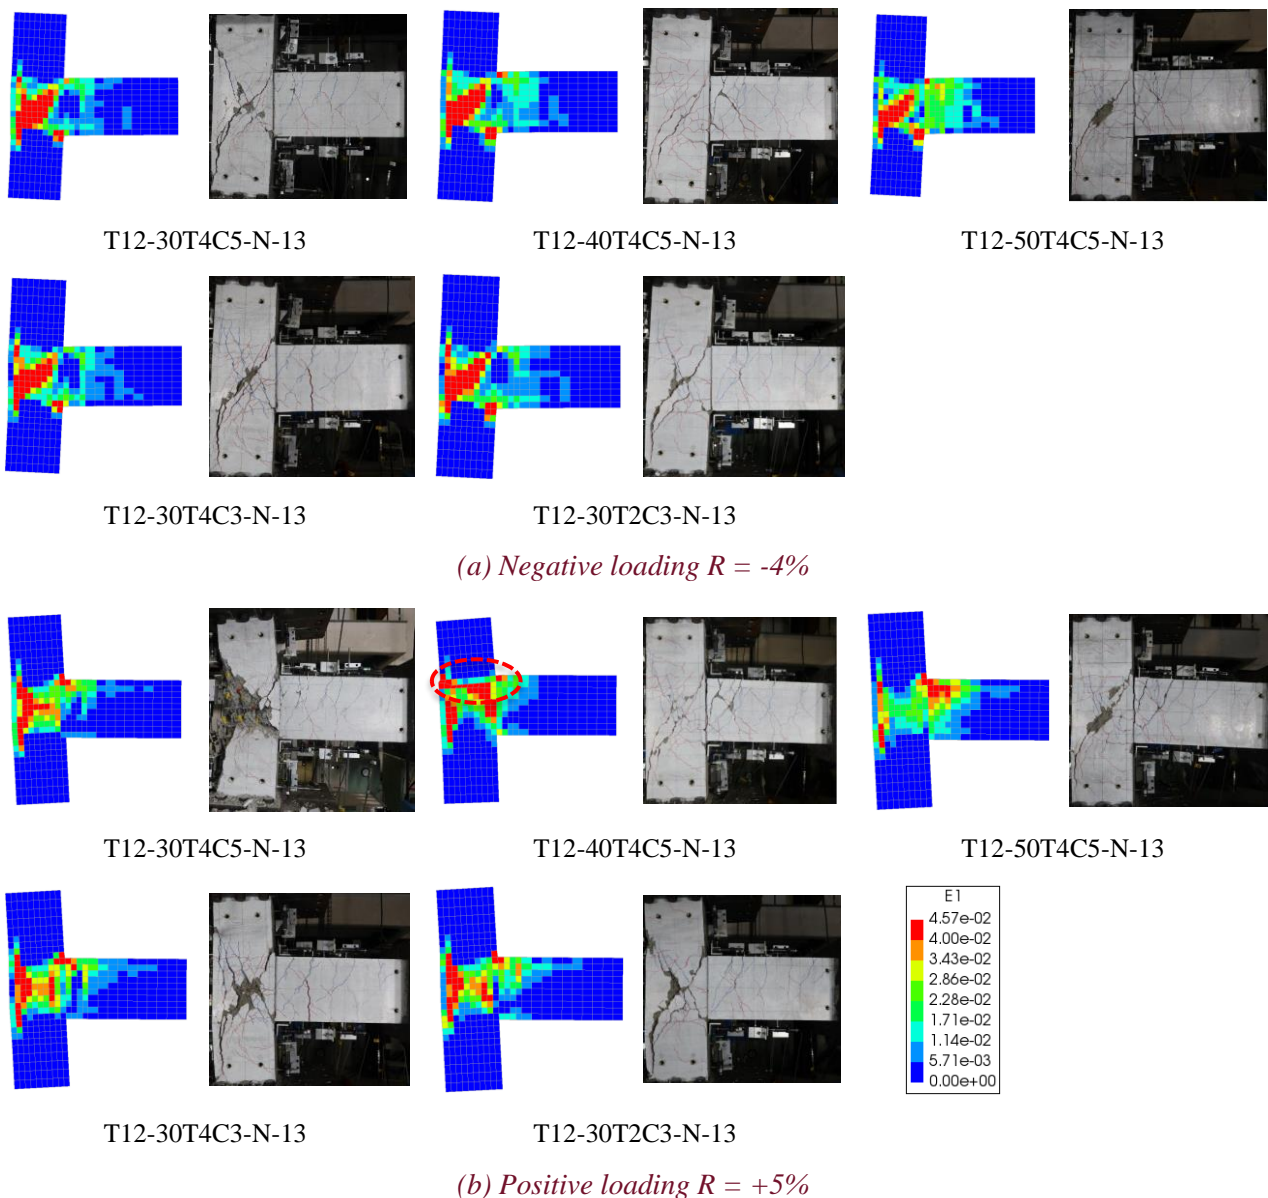 T12-30T4C5-N-13
T12-40T4C5-N-13
T12-50T4C5-N-13
T12-30T4C3-N-13
T12-30T2C3-N-13
(a) Negative loading R = -4%
T12-30T4C5-N-13
T12-40T4C5-N-13
T12-50T4C5-N-13
E1
4.57e-02
4.00e-02
3.43e-02
2.86e-02
2.28e-02
1.71e-02
1.14e-02
5.71e-03
0.00e+00
T12-30T4C3-N-13
T12-30T2C3-N-13
(b) Positive loading R = +5%